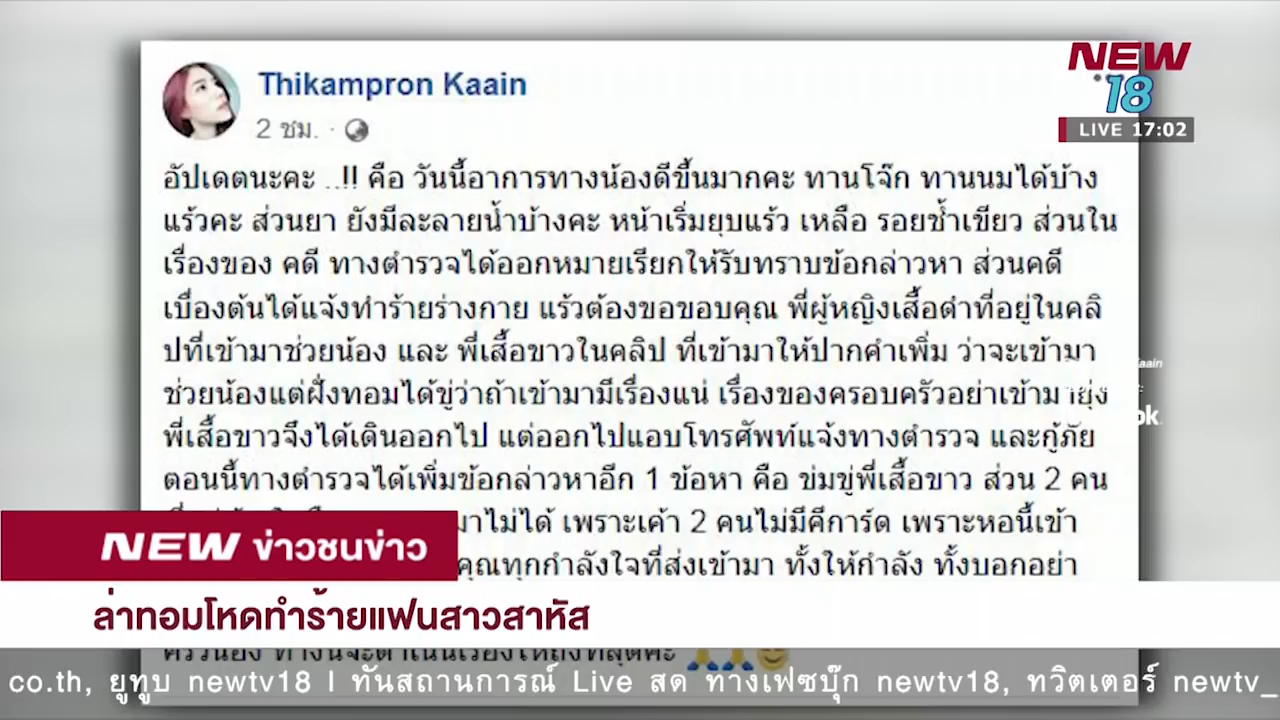 Thikampron Kaain
2 ชม. ·
NEW
18
LIVE 17:02
อัปเดตนะคะ ..!! คือ วันนี้อาการทางน้องดีขึ้นมากคะ ทานโจ๊ก ทานนมได้บ้าง
แร้วคะ ส่วนยา ยังมีละลายน้ำบ้างคะ หน้าเริ่มยุบแร้ว เหลือ รอยช้ำเขียว ส่วนใน
เรื่องของ คดี ทางตำรวจได้ออกหมายเรียกให้รับทราบข้อกล่าวหา ส่วนคดี
เบื่องต้นได้แจ้งทำร้ายร่างกาย แร้วต้องขอขอบคุณ พี่ผู้หญิงเสื้อดำที่อยู่ในคลิ
ปที่เข้ามาช่วยน้อง และ พี่เสื้อขาวในคลิป ที่เข้ามาให้ปากคำเพิ่ม ว่าจะเข้ามา
aain
ช่วยน้องแต่ฝั่งทอมได้ขู่ว่าถ้าเข้ามามีเรื่องแน่ เรื่องของครอบครัวอย่าเข้ามายุ่ง
ok
พี่เสื้อขาวจึงได้เดินออกไป แต่ออกไปแอบโทรศัพท์แจ้งทางตำรวจ และกู้ภัย
ตอนนี้ทางตำรวจได้เพิ่มข้อกล่าวหาอีก 1 ข้อหา คือ ข่มขู่พี่เสื้อขาว ส่วน 2 คน
มาไม่ได้ เพราะเค้า 2 คนไม่มีคีการ์ด เพราะหอนี้เข้า
คุณทุกกำลังใจที่ส่งเข้ามา ทั้งให้กำลัง ทั้งบอกอย่า
NEW ข่าวชนข่าว
ล่าทอมโหดทำร้ายแฟนสาวสาหัส
co.th, ยูทูบ newtv18 l ทันสถานการณ์ Live สด ทางเฟซบุ๊ก newtv18, ทวิตเตอร์ newtv_